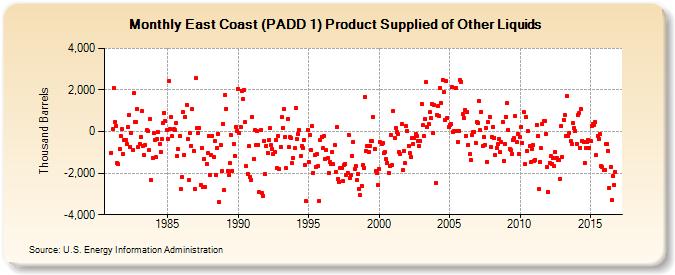 Monthly East Coast (PADD 1) Product Supplied of Other Liquids
Thousand Barrels
4,000
2,000
0
-2,000
-4,000
1985 1990 1995 2000 2005 2010 2015
Source: U.S. Energy Information Administration